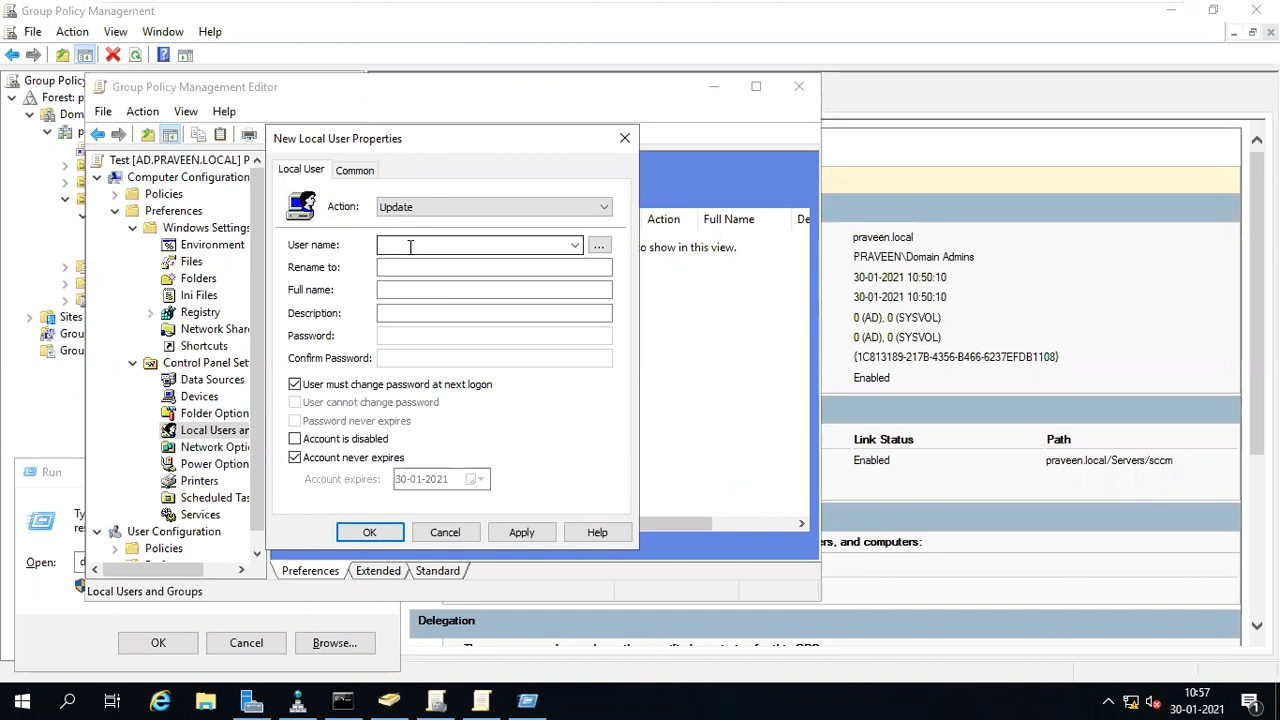 Group Policy Management
File Action View Window Help
Group Policy
Forest: p
Dom
p
Sites
Grou
Grou
Group Policy Management Editor
File Action View Help
Test [AD.PRAVEEN.LOCAL] P
Computer Configuration
Policies
Preferences
Windows Settings
Environment
Files
Folders
Ini Files
Registry
Network Share
Shortcuts
Control Panel Set
Data Sources
Devices
Folder Option
Local Users an
Network Optio
Power Option
Printers
Scheduled Tas
Services
User Configuration
Policies
Local Users and Groups
Preferences Extended Standard
New Local User Properties
Local User Common
Action: Update
User name: ...
Rename to:
Full name:
Description:
Password:
Confirm Password:
User must change password at next logon
User cannot change password
Password never expires
Account is disabled
Account never expires
Account expires: 30-01-2021
OK Cancel Apply Help
Action Full Name De
o show in this view.
praveen.local
PRAVEEN\Domain Admins
30-01-2021 10:50:10
30-01-2021 10:50:10
0 (AD), 0 (SYSVOL)
0 (AD), 0 (SYSVOL)
{1C813189-217B-4356-B466-6237EFDB1108}
Enabled
Link Status Path
Enabled praveen.local/Servers/sccm
ers, and computers:
Delegation
Run
Ty
res
Open: d
OK Cancel Browse...
10:57
30-01-2021
1